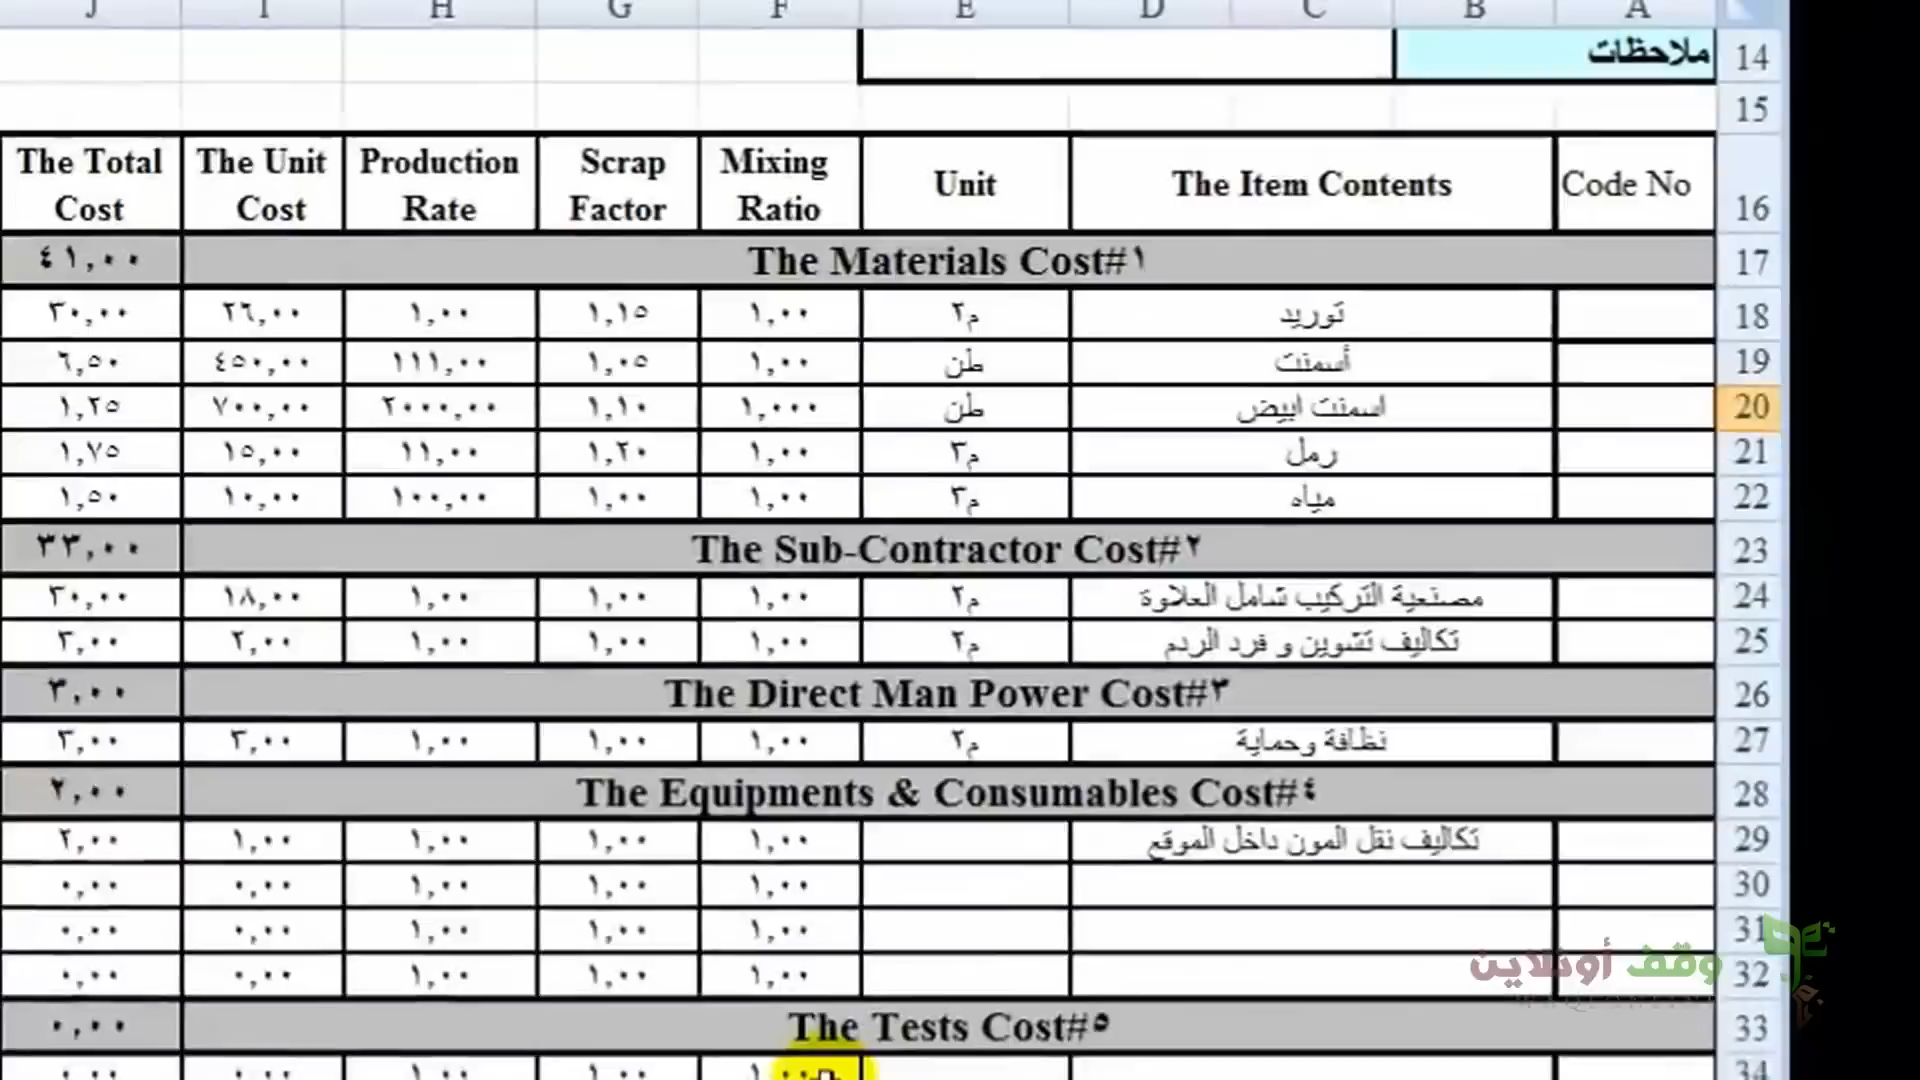 J I H G F E D C B A
ملاحظات 14
15
The Total Cost The Unit Cost Production Rate Scrap Factor Mixing Ratio Unit The Item Contents Code No 16
٤١,٠٠ The Materials Cost#١ 17
٣٠,٠٠ ٢٦,٠٠ ١,٠٠ ١,١٥ ١,٠٠ م٢ توريد 18
٦,٥٠ ٤٥٠,٠٠ ١١١,٠٠ ١,٠٥ ١,٠٠ طن أسمنت 19
١,٢٥ ٧٠٠,٠٠ ٢٠٠٠,٠٠ ١,١٠ ١,٠٠٠ طن اسمنت ابيض 20
١,٧٥ ١٥,٠٠ ١١,٠٠ ١,٢٠ ١,٠٠ م٣ رمل 21
١,٥٠ ١٠,٠٠ ١٠٠,٠٠ ١,٠٠ ١,٠٠ م٣ مياه 22
٣٣,٠٠ The Sub-Contractor Cost#٢ 23
٣٠,٠٠ ١٨,٠٠ ١,٠٠ ١,٠٠ ١,٠٠ م٢ مصنعية التركيب شامل العلاوة 24
٣,٠٠ ٢,٠٠ ١,٠٠ ١,٠٠ ١,٠٠ م٢ تكاليف تشوين و فرد الردم 25
٣,٠٠ The Direct Man Power Cost#٣ 26
٣,٠٠ ٣,٠٠ ١,٠٠ ١,٠٠ ١,٠٠ م٢ نظافة وحماية 27
٢,٠٠ The Equipments & Consumables Cost#٤ 28
٢,٠٠ ١,٠٠ ١,٠٠ ١,٠٠ ١,٠٠ تكاليف نقل المون داخل الموقع 29
٠,٠٠ ٠,٠٠ ١,٠٠ ١,٠٠ ١,٠٠ 30
٠,٠٠ ٠,٠٠ ١,٠٠ ١,٠٠ ١,٠٠ 31
٠,٠٠ ٠,٠٠ ١,٠٠ ١,٠٠ ١,٠٠ 32
وقف أونلاين
٠,٠٠ The Tests Cost#٥ 33
34